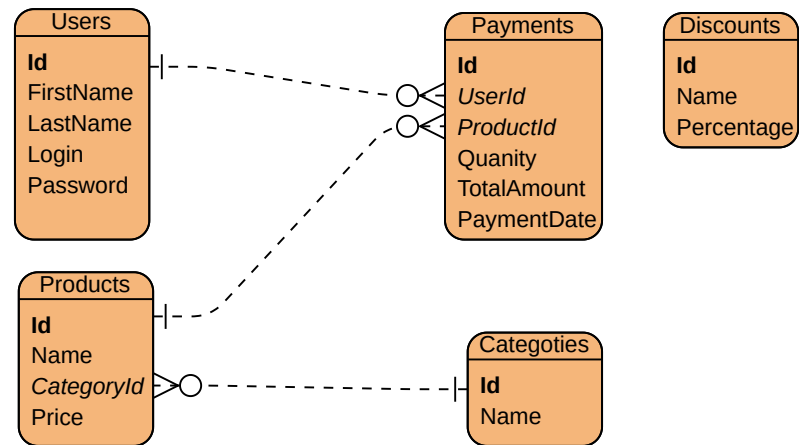 Users
Id
FirstName
LastName
Login
Password
Payments
Id
UserId
ProductId
Quanity
TotalAmount
PaymentDate
Discounts
Id
Name
Percentage
Products
Id
Name
CategoryId
Price
Categoties
Id
Name